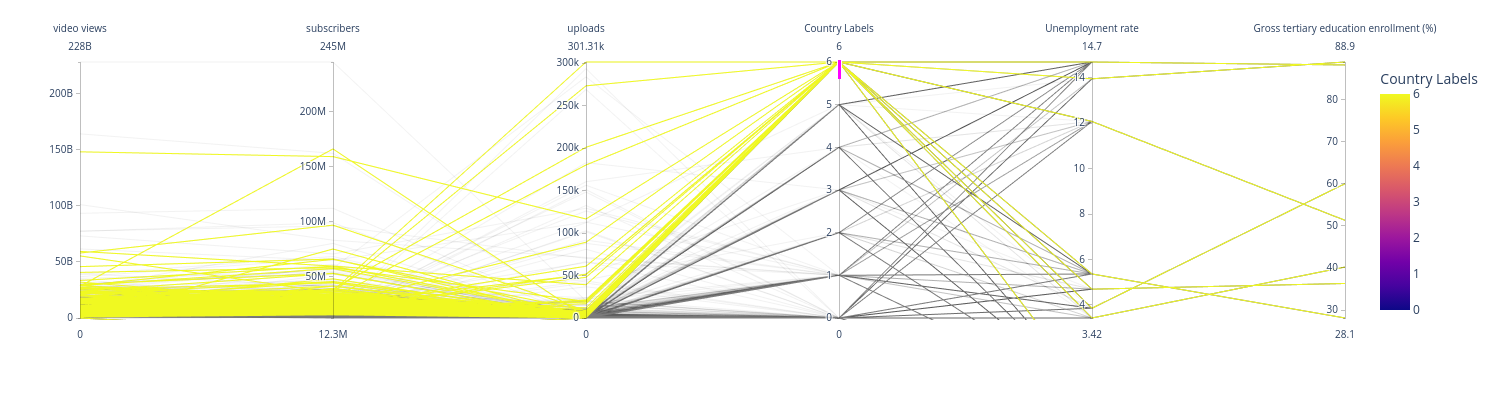 video views subscribers uploads Country Labels Unemployment rate Gross tertiary education enrollment (%)
228B 245M 301.31k 6 14.7 88.9
200B
150B
100B
50B
0
200M
150M
100M
50M
300k
250k
200k
150k
100k
50k
0
6
5
4
3
2
1
0
14
12
10
8
6
4
80
70
60
50
40
30
0 12.3M 0 0 3.42 28.1
Country Labels
6
5
4
3
2
1
0